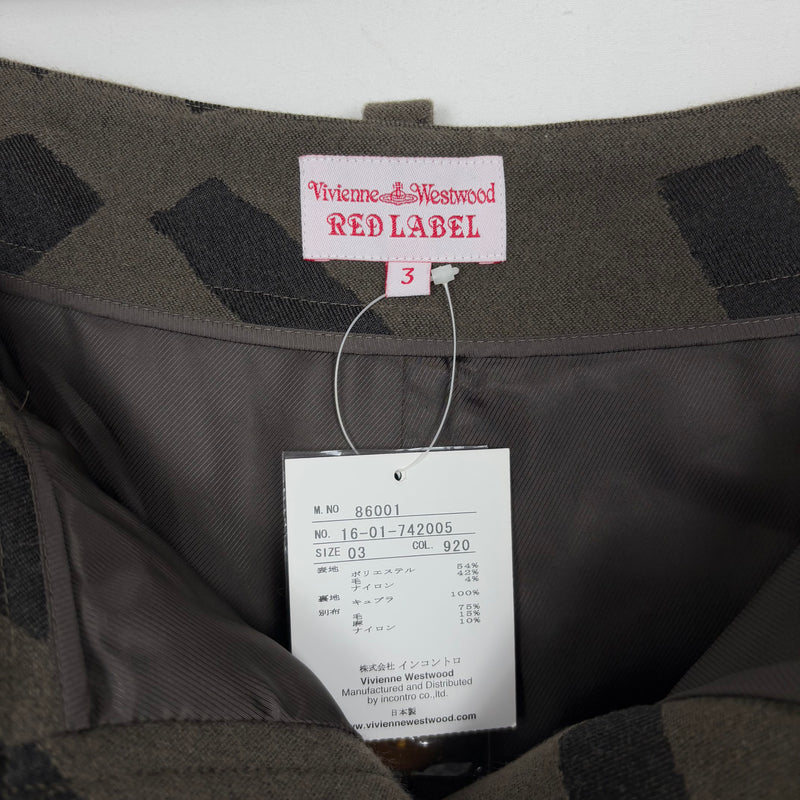 Vivienne Westwood
RED LABEL
3
M.NO 86001
NO. 16-01-742005
SIZE 03 COL. 920
表地 ポリエステル 54%
毛 42%
ナイロン 4%
裏地 キュプラ 100%
別布 毛 75%
麻 15%
ナイロン 10%
株式会社 インコントロ
Vivienne Westwood
Manufactured and Distributed
by incontro co.,ltd.
日本製
www.viviennewestwood.com